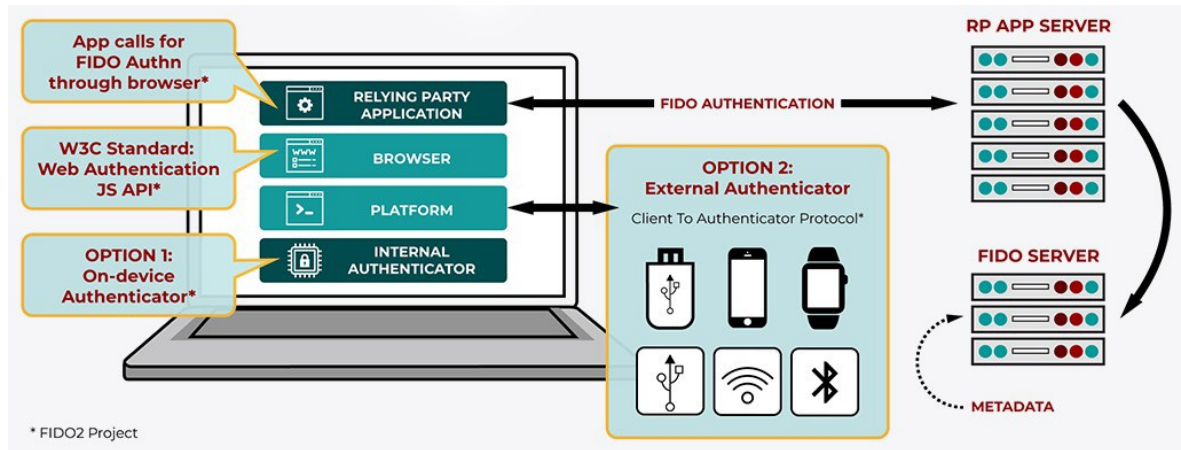 App calls for
FIDO Authn
through browser*
W3C Standard:
Web Authentication
JS API*
OPTION 1:
On-device
Authenticator*
RELYING PARTY
APPLICATION
WWW
BROWSER
PLATFORM
INTERNAL
AUTHENTICATOR
FIDO AUTHENTICATION
OPTION 2:
External Authenticator
Client To Authenticator Protocol*
RP APP SERVER
FIDO SERVER
METADATA
* FIDO2 Project